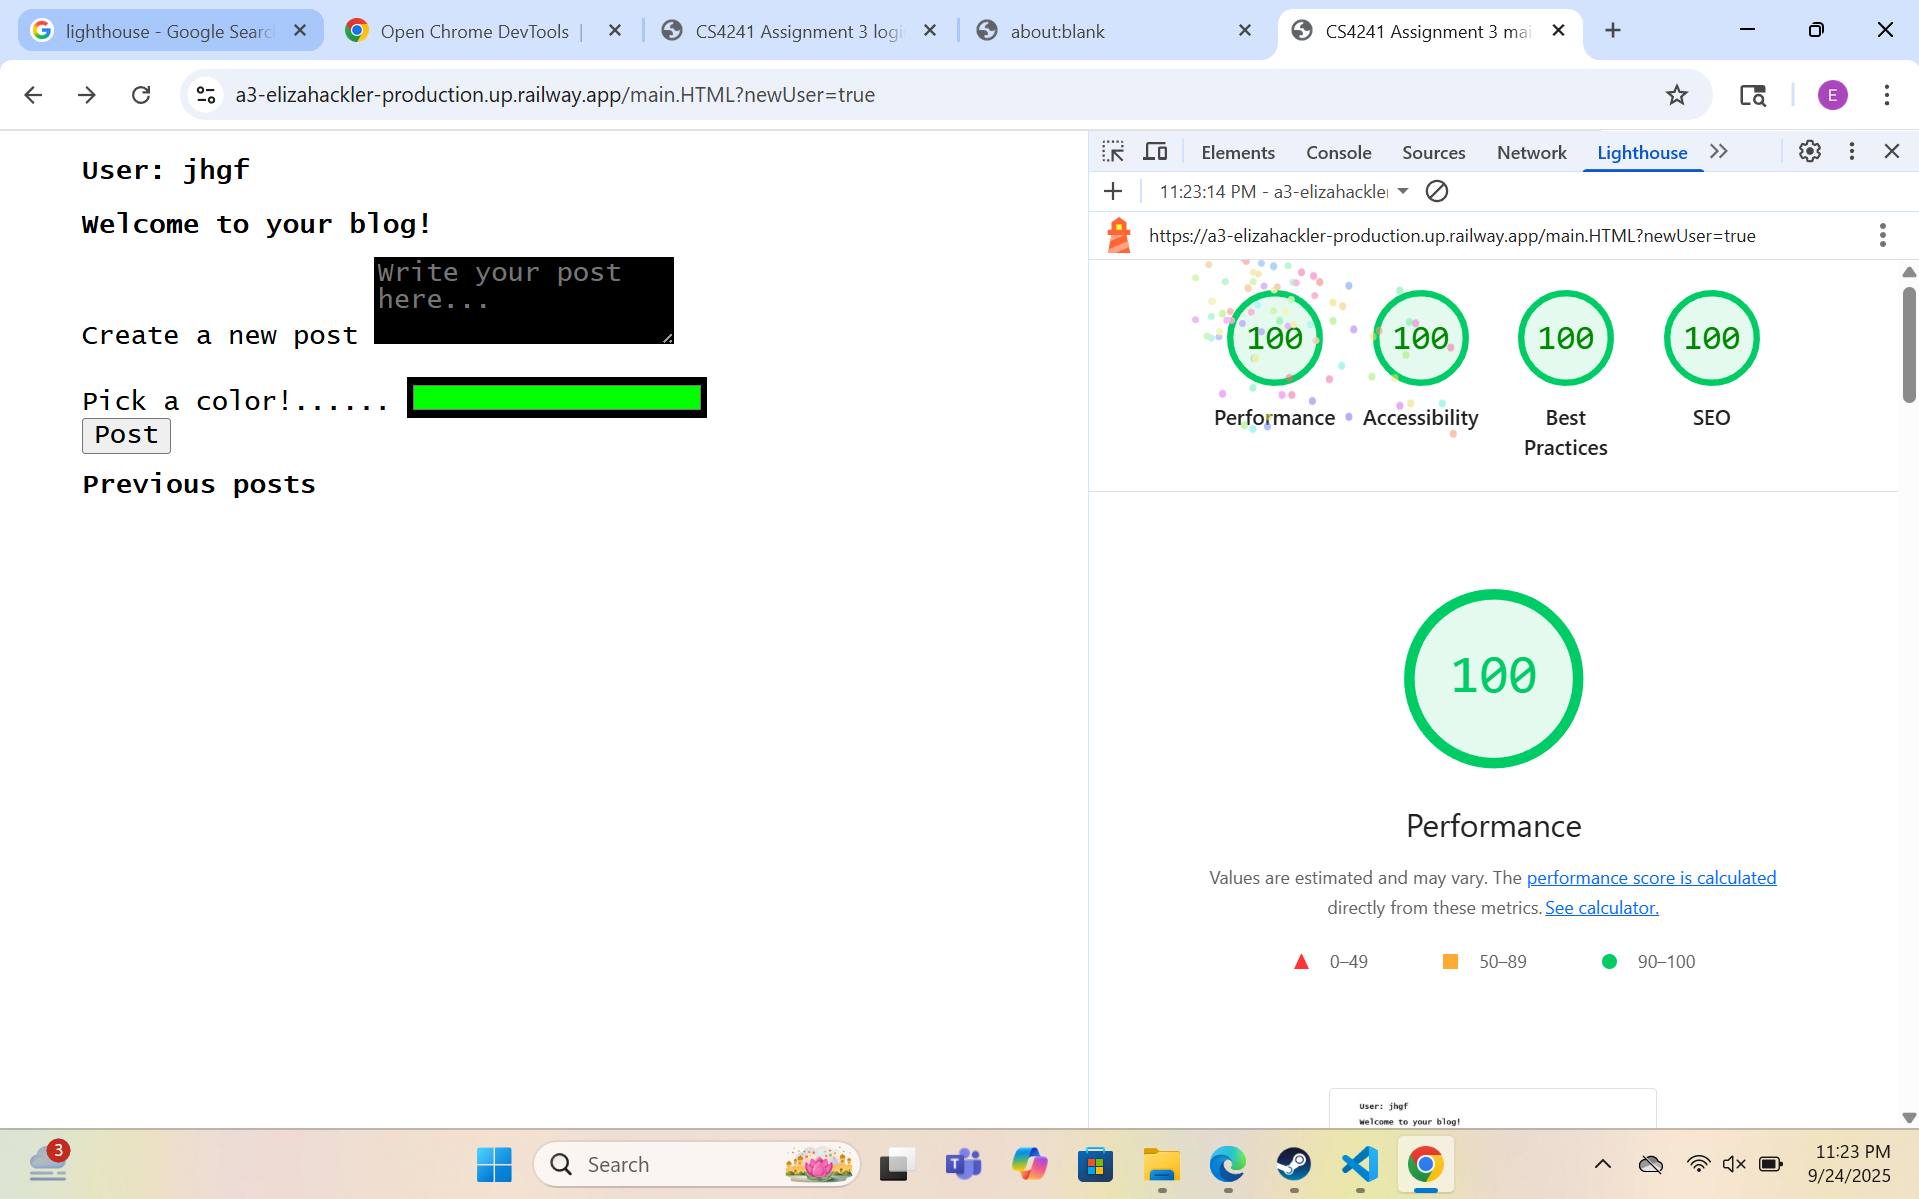 lighthouse - Google Searc
Open Chrome DevTools |
CS4241 Assignment 3 logi
about:blank
CS4241 Assignment 3 mai
a3-elizahackler-production.up.railway.app/main.HTML?newUser=true
E
User: jhgf
Welcome to your blog!
Write your post
here...
Create a new post
Pick a color!......
Post
Previous posts
Elements Console Sources Network Lighthouse
11:23:14 PM - a3-elizahackler
https://a3-elizahackler-production.up.railway.app/main.HTML?newUser=true
100 100 100 100
Performance Accessibility Best Practices SEO
100
Performance
Values are estimated and may vary. The performance score is calculated
directly from these metrics. See calculator.
0–49 50–89 90–100
User: jhgf
Welcome to your blog!
3
Search
11:23 PM
9/24/2025